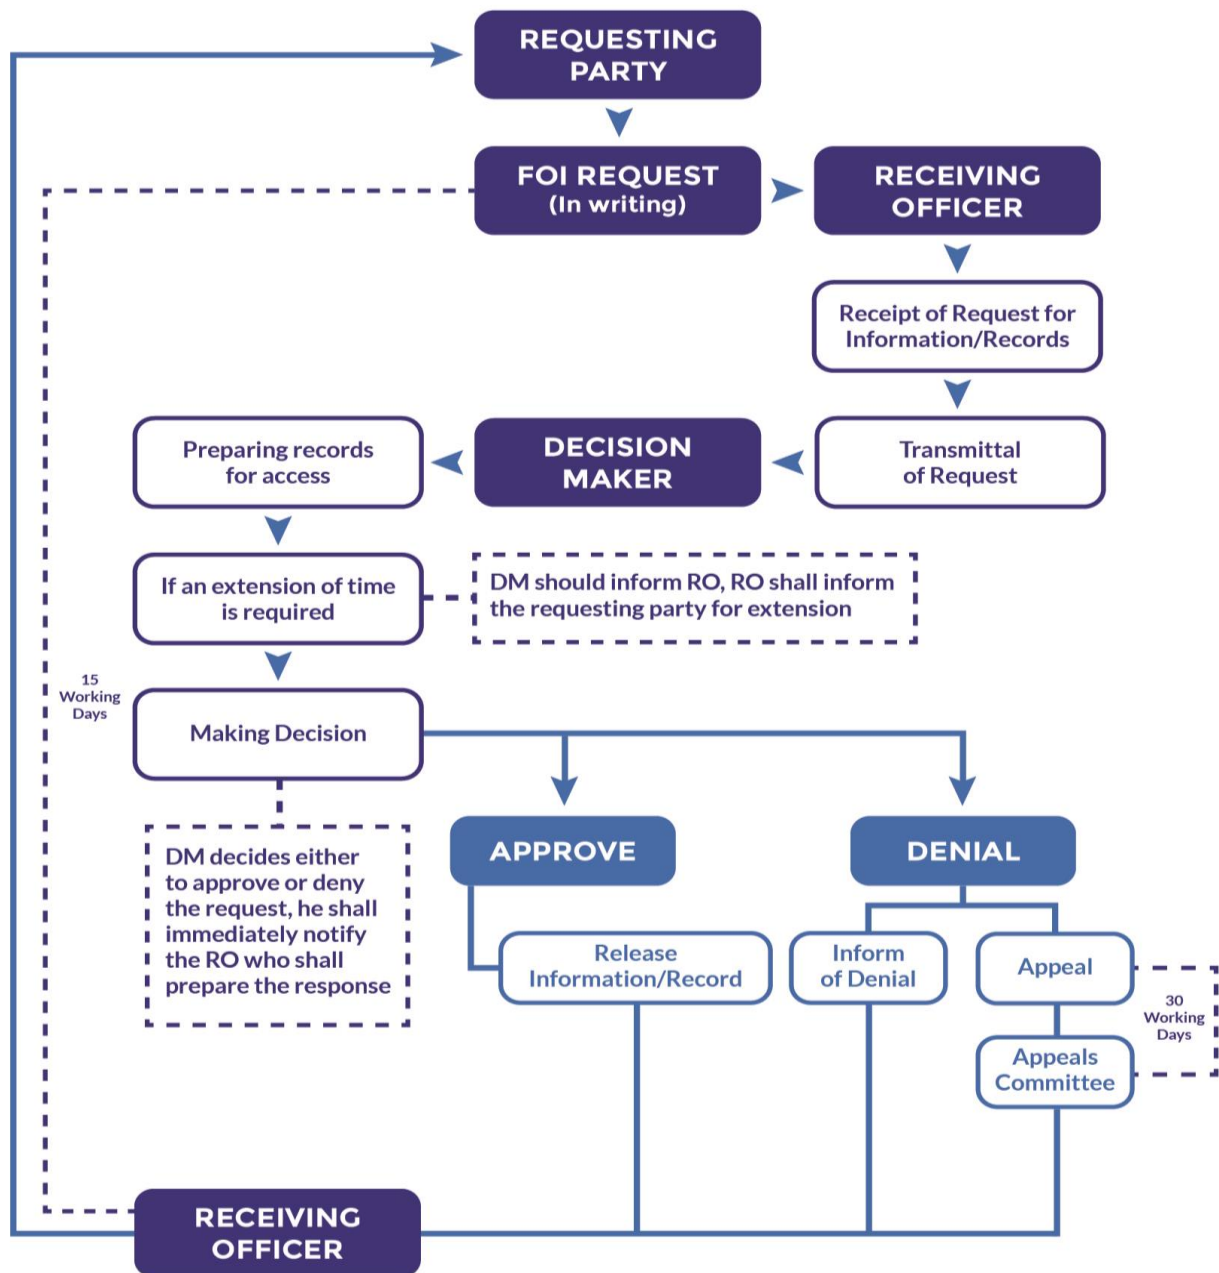 REQUESTING
PARTY
FOI REQUEST
(In writing)
RECEIVING
OFFICER
Receipt of Request for
Information/Records
Transmittal
of Request
DECISION
MAKER
Preparing records
for access
If an extension of time
is required
DM should inform RO, RO shall inform
the requesting party for extension
15
Working
Days
Making Decision
DM decides either
to approve or deny
the request, he shall
immediately notify
the RO who shall
prepare the response
APPROVE
DENIAL
Release
Information/Record
Inform
of Denial
Appeal
30
Working
Days
Appeals
Committee
RECEIVING
OFFICER